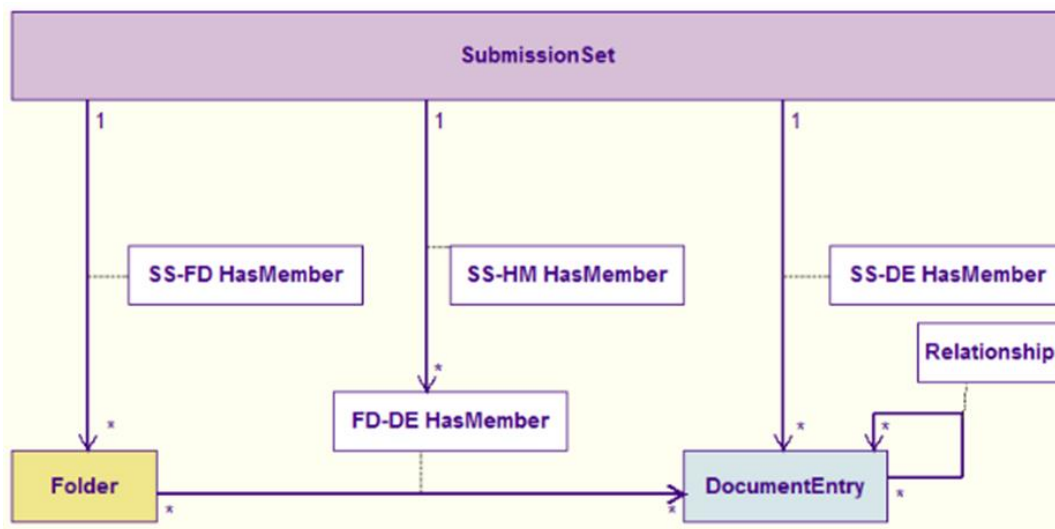 SubmissionSet
1
1
1
SS-FD HasMember
SS-HM HasMember
SS-DE HasMember
Relationship
*
FD-DE HasMember
*
*
*
Folder
DocumentEntry
*
*
*